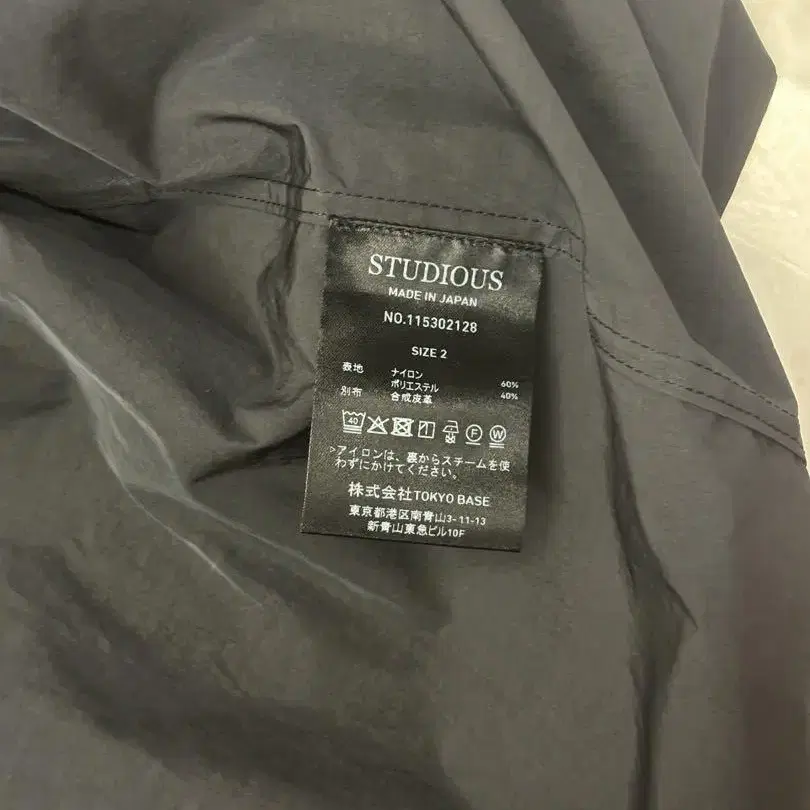 STUDIOUS
MADE IN JAPAN
NO.115302128
SIZE 2
表地 ナイロン 60%
ポリエステル 40%
別布 合成皮革
40 F W
>アイロンは、裏からスチームを使
わずにかけてください。
株式会社TOKYO BASE
東京都港区南青山3-11-13
新青山東急ビル10F